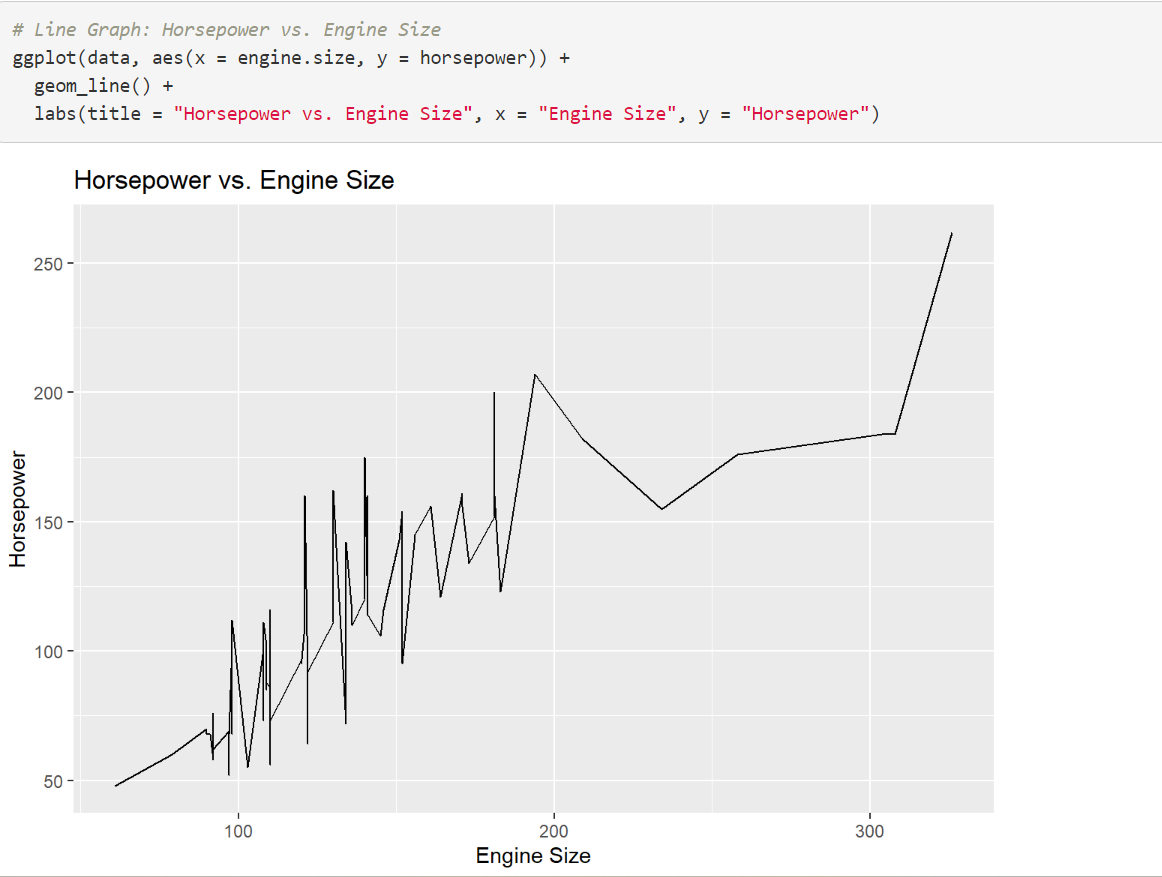 # Line Graph: Horsepower vs. Engine Size
ggplot(data, aes(x = engine.size, y = horsepower)) +
  geom_line() +
  labs(title = "Horsepower vs. Engine Size", x = "Engine Size", y = "Horsepower")
Horsepower vs. Engine Size
250
200
150
100
50
Horsepower
100 200 300
Engine Size